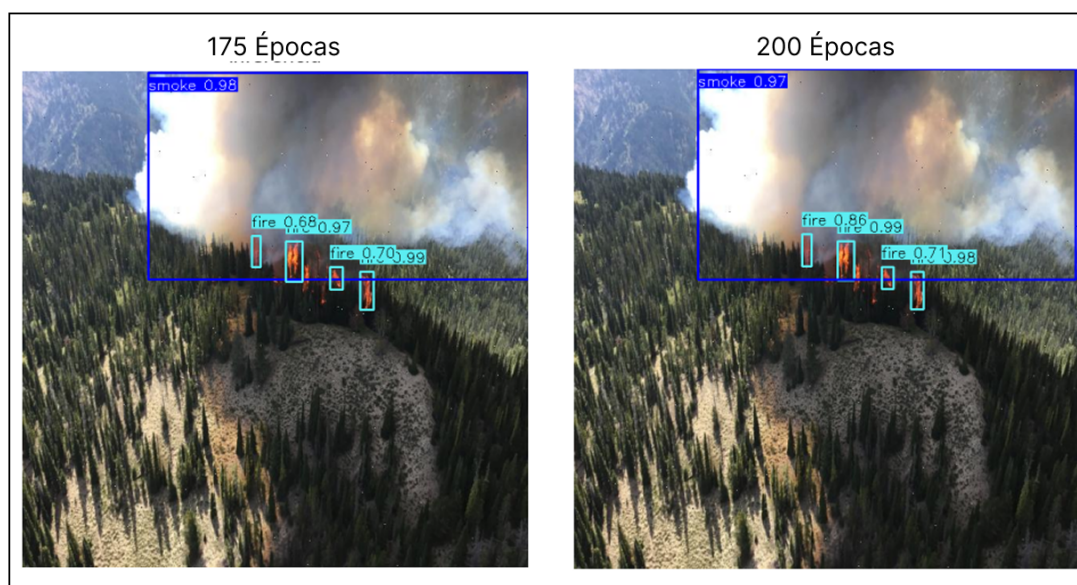 175 Épocas
200 Épocas
smoke 0.98
smoke 0.97
fire 0.68
0.97
fire 0.70
0.99
fire 0.86
0.99
fire 0.71
0.98